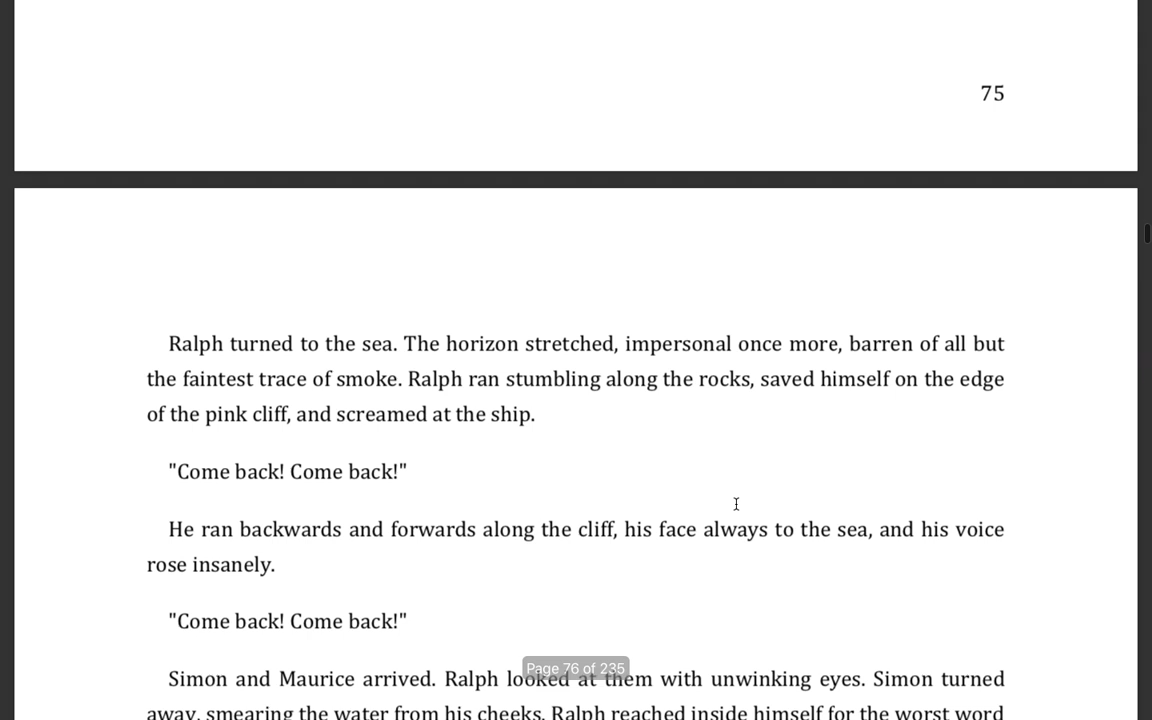 75
Ralph turned to the sea. The horizon stretched, impersonal once more, barren of all but
the faintest trace of smoke. Ralph ran stumbling along the rocks, saved himself on the edge
of the pink cliff, and screamed at the ship.
"Come back! Come back!"
He ran backwards and forwards along the cliff, his face always to the sea, and his voice
rose insanely.
"Come back! Come back!"
Page 76 of 235
Simon and Maurice arrived. Ralph looked at them with unwinking eyes. Simon turned
away, smearing the water from his cheeks. Ralph reached inside himself for the worst word